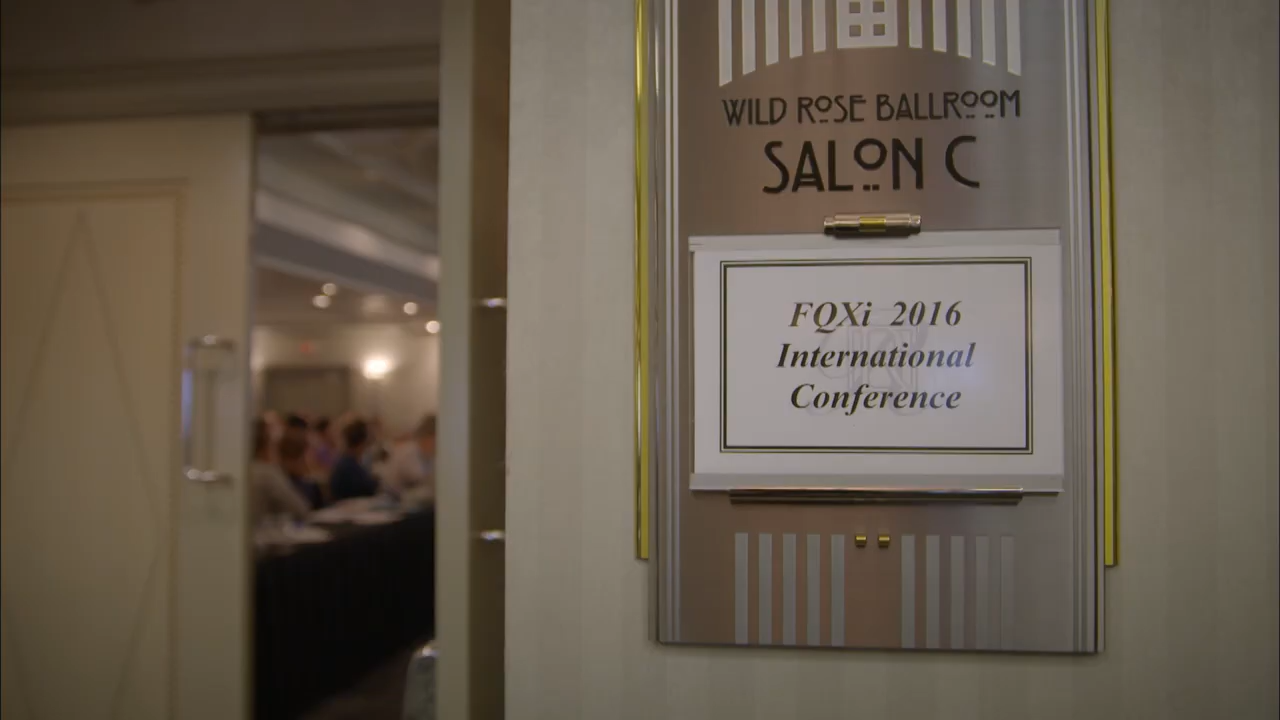 WILD ROSE BALLROOM
SALON C
FQXi 2016
International
Conference